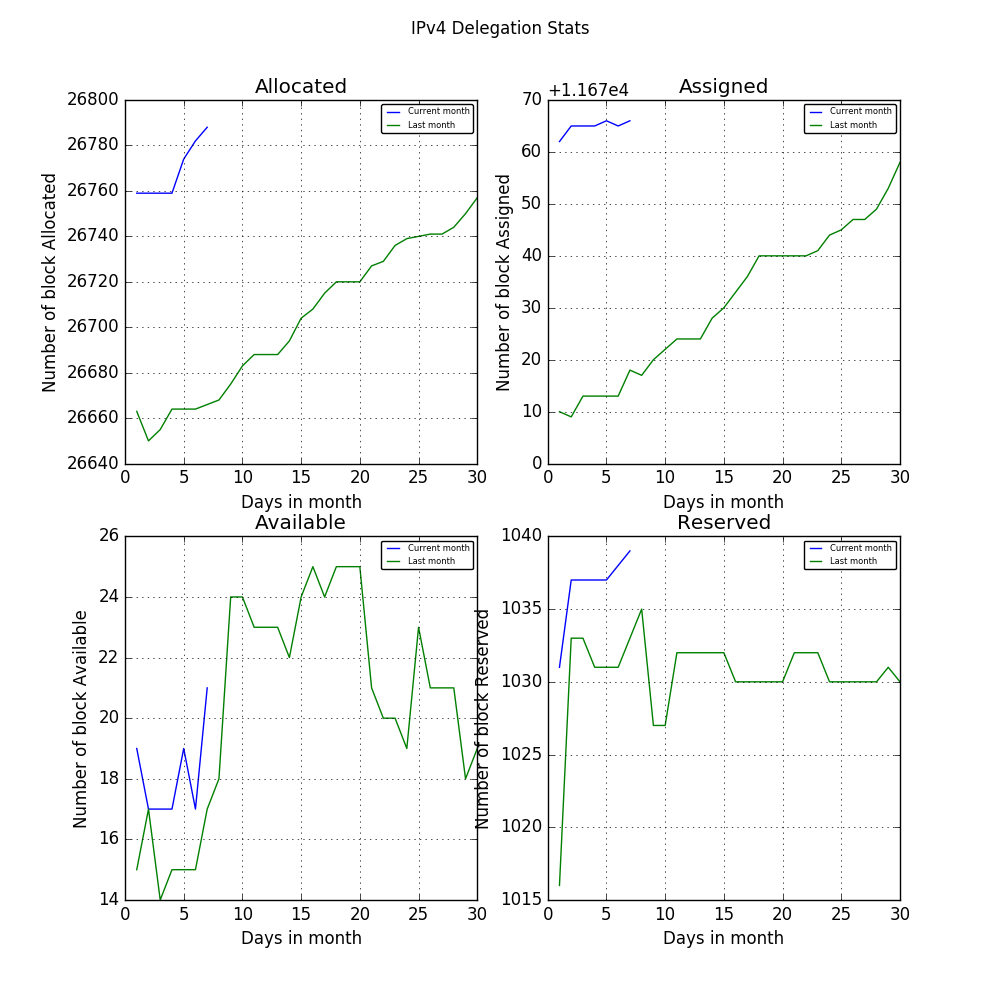 IPv4 Delegation Stats
Allocated
Number of block Allocated
26800
26780
26760
26740
26720
26700
26680
26660
26640
0 5 10 15 20 25 30
Days in month
Current month
Last month
Assigned
+1.167e4
Number of block Assigned
70
60
50
40
30
20
10
0
0 5 10 15 20 25 30
Days in month
Current month
Last month
Available
Number of block Available
26
24
22
20
18
16
14
0 5 10 15 20 25 30
Days in month
Current month
Last month
Reserved
Number of block Reserved
1040
1035
1030
1025
1020
1015
0 5 10 15 20 25 30
Days in month
Current month
Last month